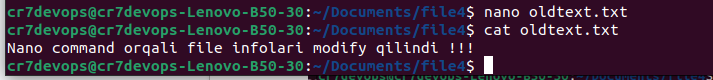 cr7devops@cr7devops-Lenovo-B50-30:~/Documents/file4$ nano oldtext.txt
cr7devops@cr7devops-Lenovo-B50-30:~/Documents/file4$ cat oldtext.txt
Nano command orqali file infolari modify qilindi !!!
cr7devops@cr7devops-Lenovo-B50-30:~/Documents/file4$